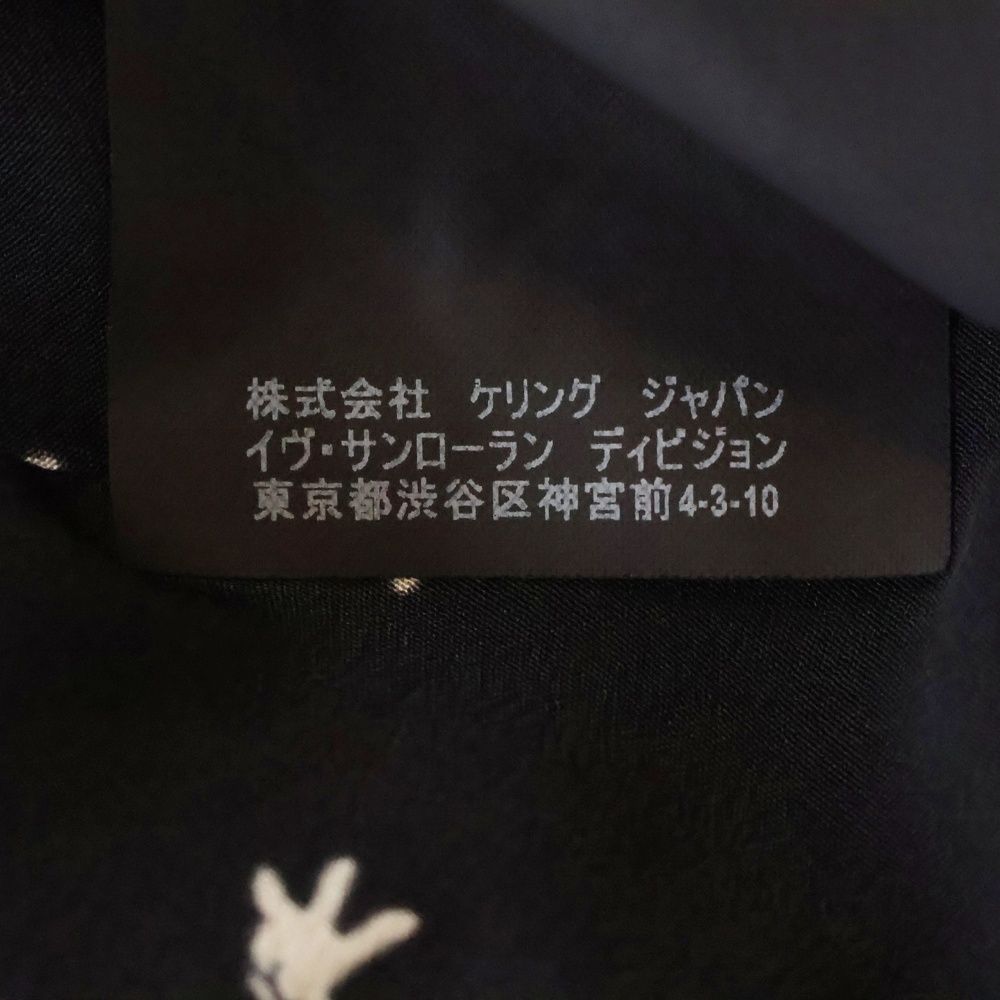 株式会社 ケリング ジャパン
イヴ・サンローラン ディビジョン
東京都渋谷区神宮前4-3-10